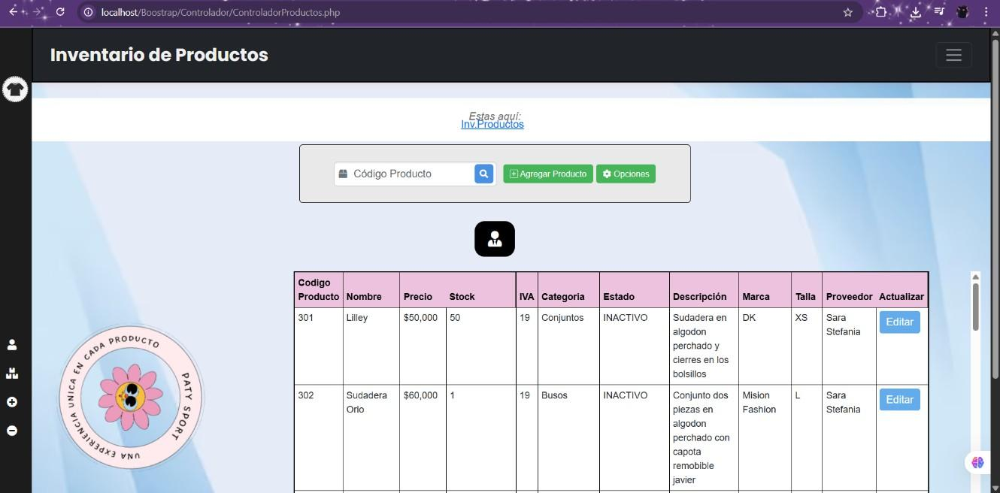 localhost/Boostrap/Controlador/ControladorProductos.php
Inventario de Productos
Estas aquí:
Inv.Productos
Código Producto
Agregar Producto
Opciones
Codigo Producto Nombre Precio Stock IVA Categoria Estado Descripción Marca Talla Proveedor Actualizar
301 Lilley $50,000 50 19 Conjuntos INACTIVO Sudadera en algodon perchado y cierres en los bolsillos DK XS Sara Stefania Editar
302 Sudadera Orio $60,000 1 19 Busos INACTIVO Conjunto dos piezas en algodon perchado con capota remobible javier Mision Fashion L Sara Stefania Editar
UNA EXPERIENCIA UNICA EN CADA PRODUCTO
PATY SPORT